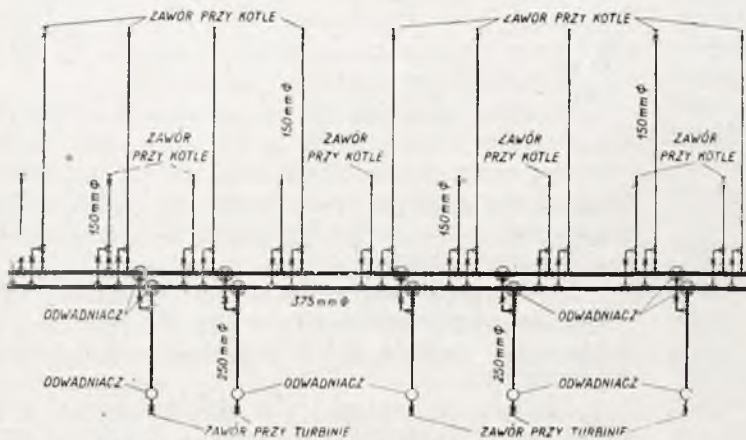 ZAWÓR PRZY KOTLE
ZAWÓR PRZY KOTLE
150 mm Φ
150 mm Φ
ZAWÓR
PRZY KOTLE
ZAWÓR
PRZY KOTLE
ZAWÓR
PRZY KOTLE
ZAWÓR
PRZY KOTLE
150 mm Φ
150 mm Φ
375 mm Φ
ODWADNIACZ
ODWADNIACZ
250 mm Φ
250 mm Φ
ODWADNIACZ
ODWADNIACZ
ODWADNIACZ
ZAWÓR PRZY TURBINIE
ZAWÓR PRZY TURBINIE